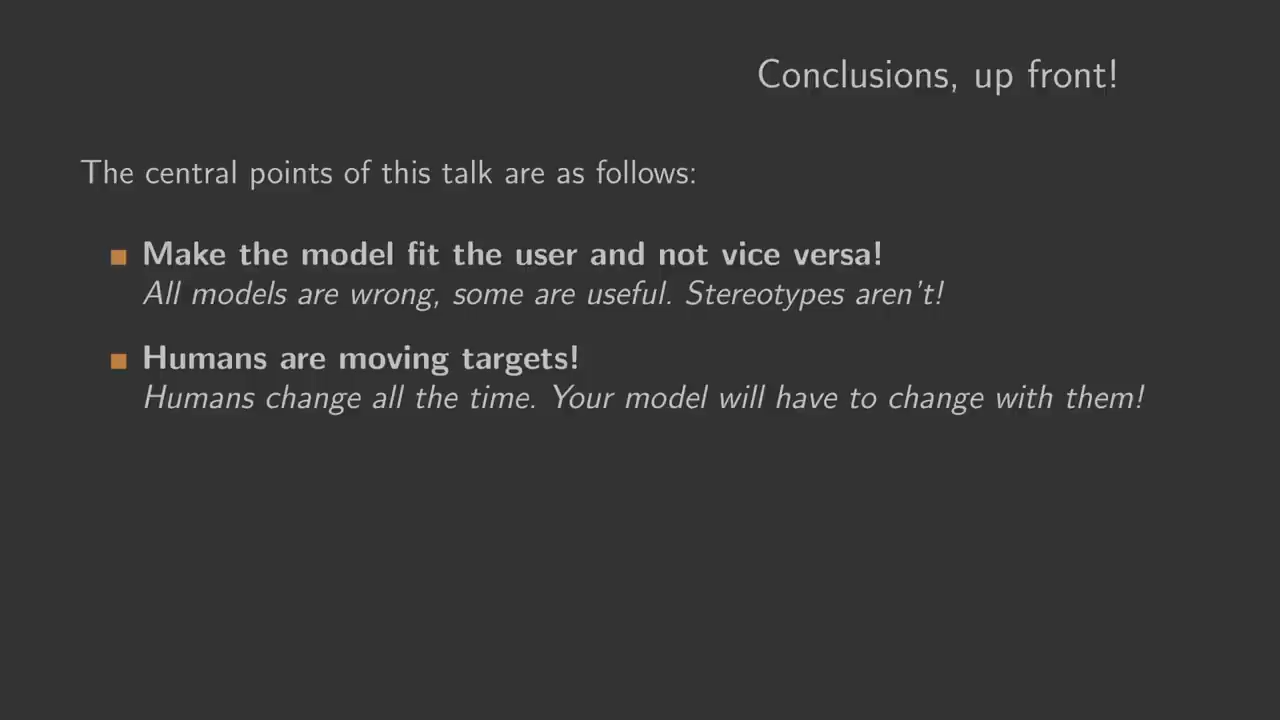 Conclusions, up front!
The central points of this talk are as follows:
Make the model fit the user and not vice versa!
All models are wrong, some are useful. Stereotypes aren't!
Humans are moving targets!
Humans change all the time. Your model will have to change with them!